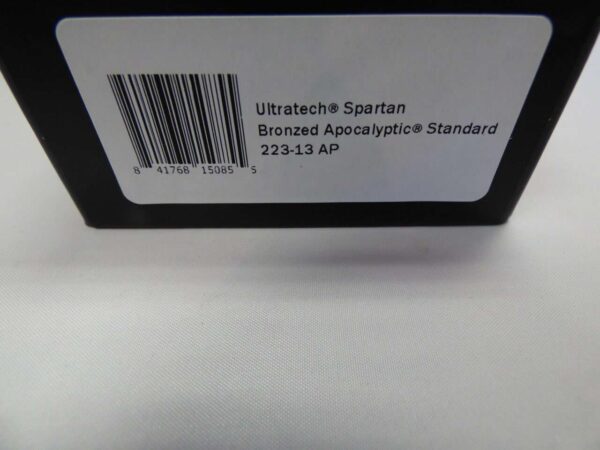 Ultratech® Spartan
Bronzed Apocalyptic® Standard
223-13 AP
8 41768 15085 5